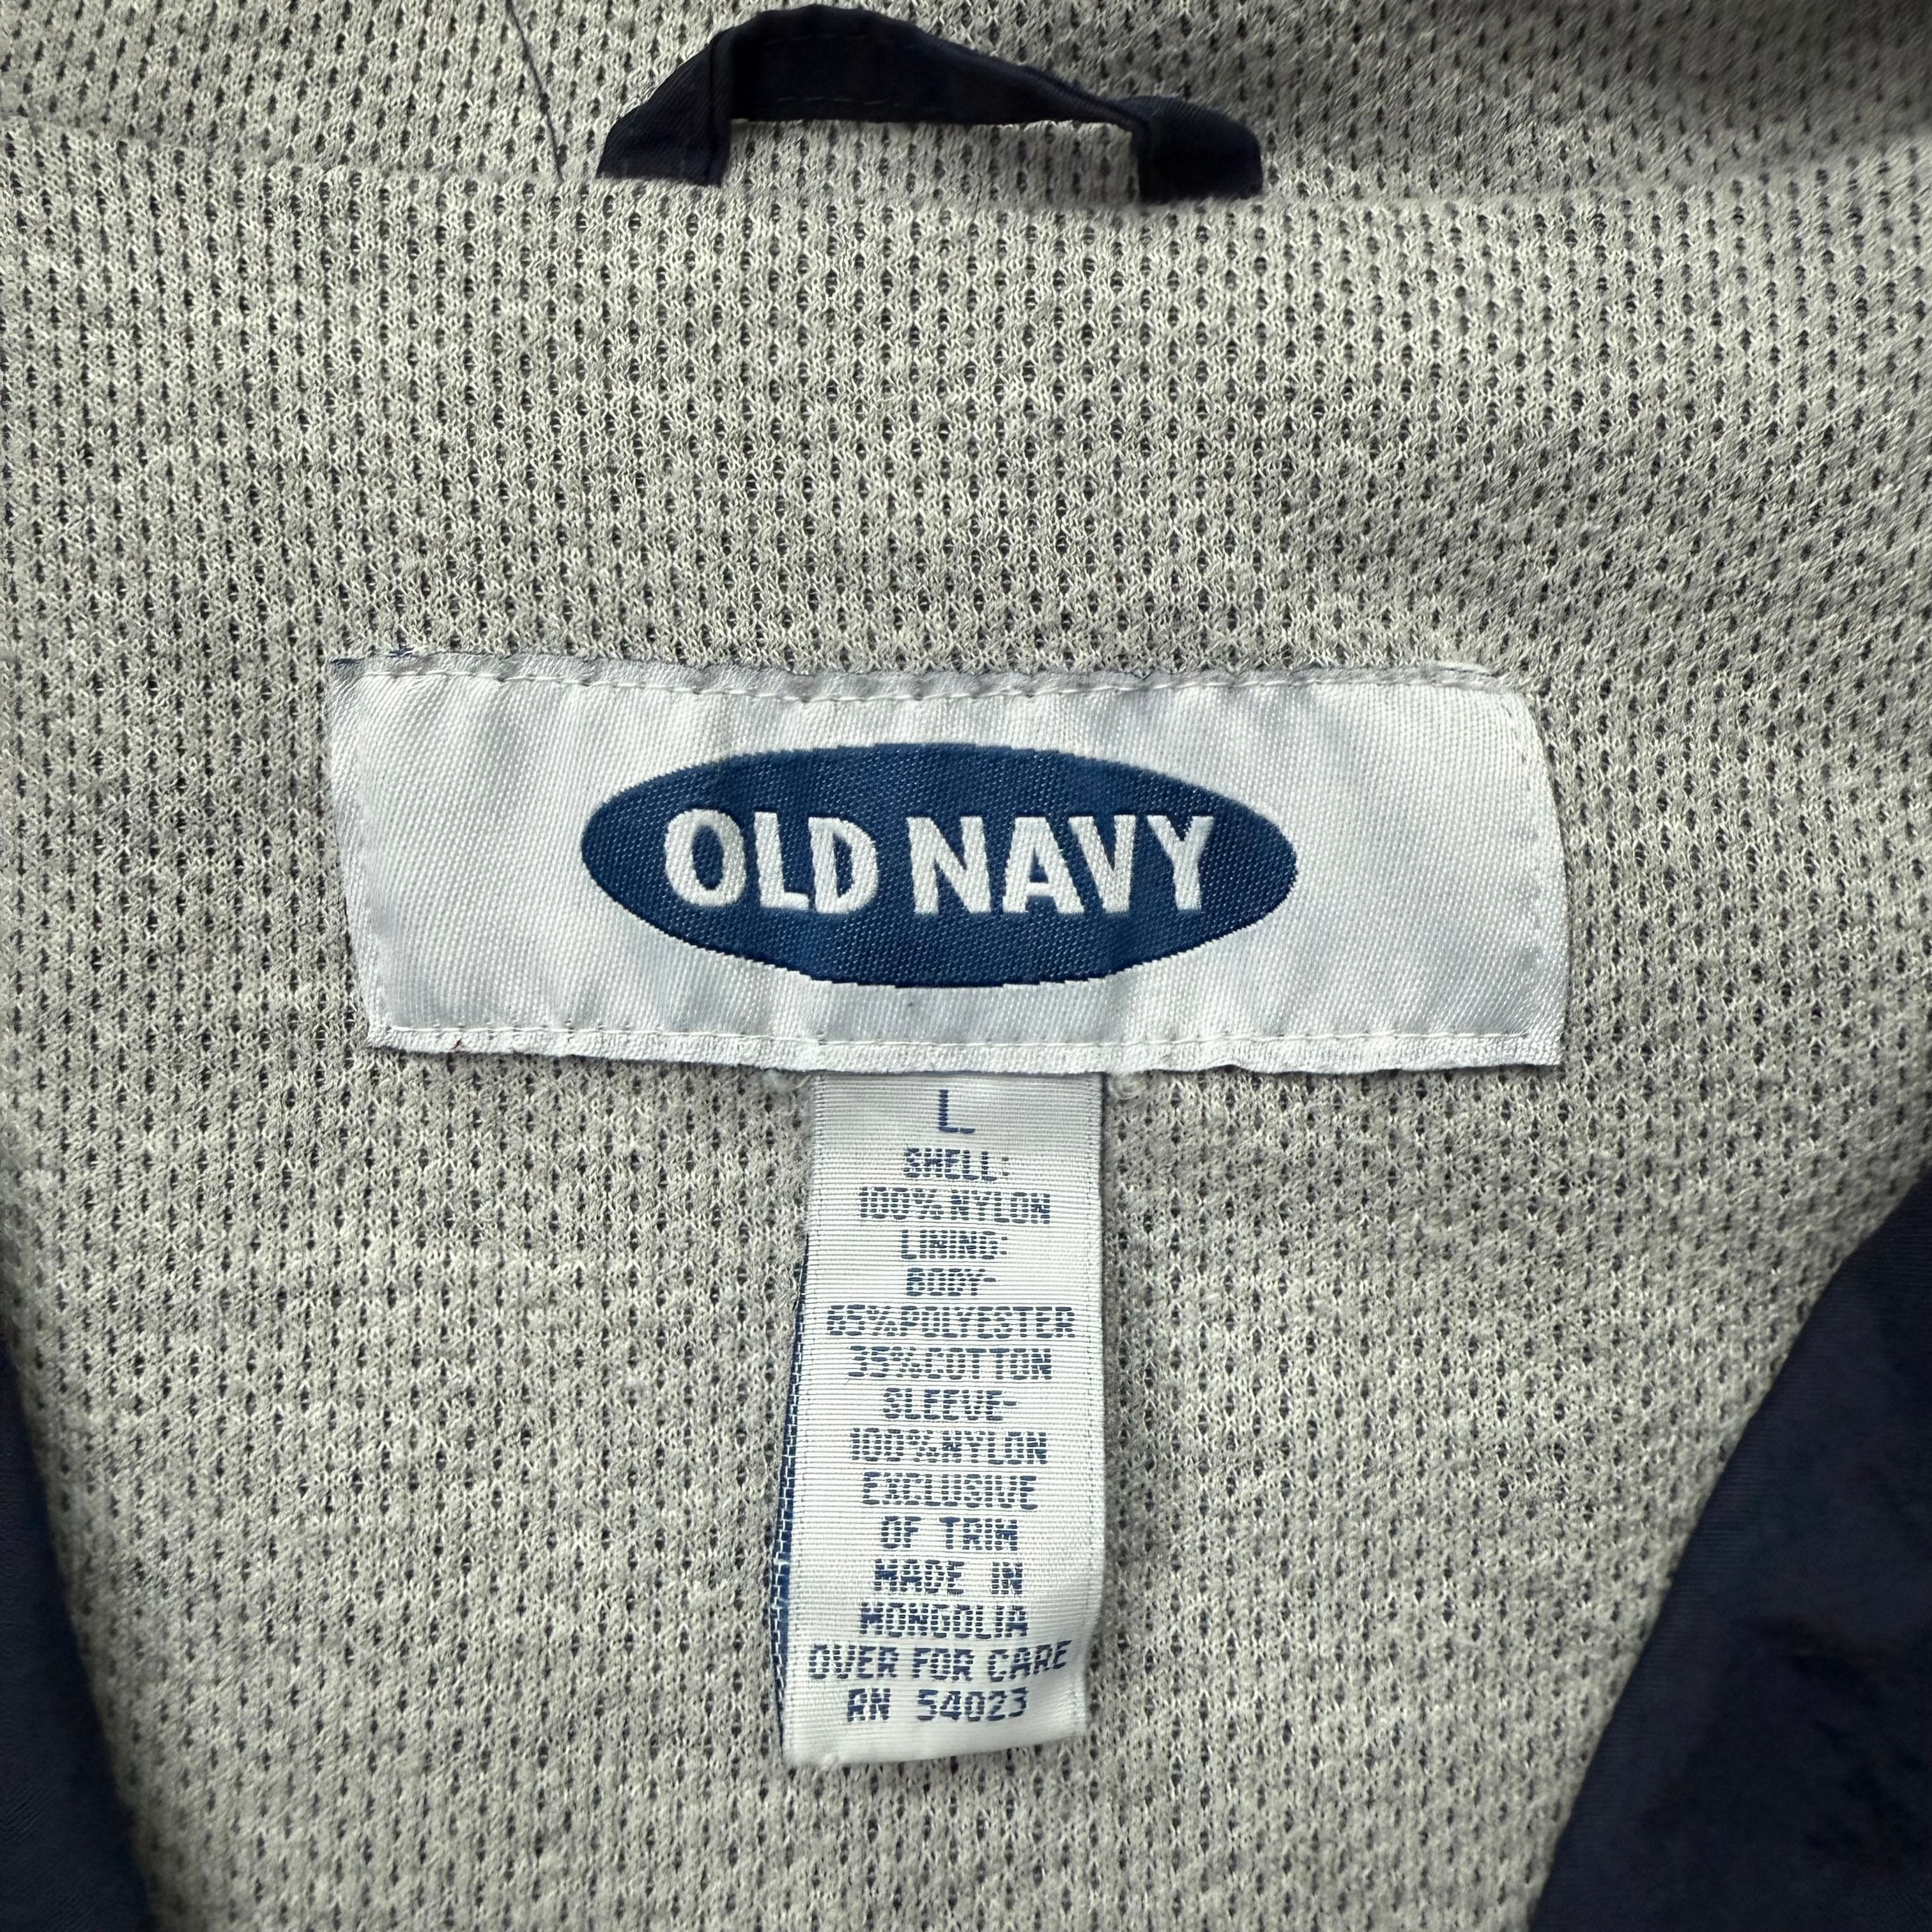 OLD NAVY
L.
SHELL:
100% NYLON
LINING:
BODY-
65%POLYESTER
35%COTTON
SLEEVE-
100%NYLON
EXCLUSIVE
OF TRIM
MADE IN
MONGOLIA
OVER FOR CARE
RN 54023